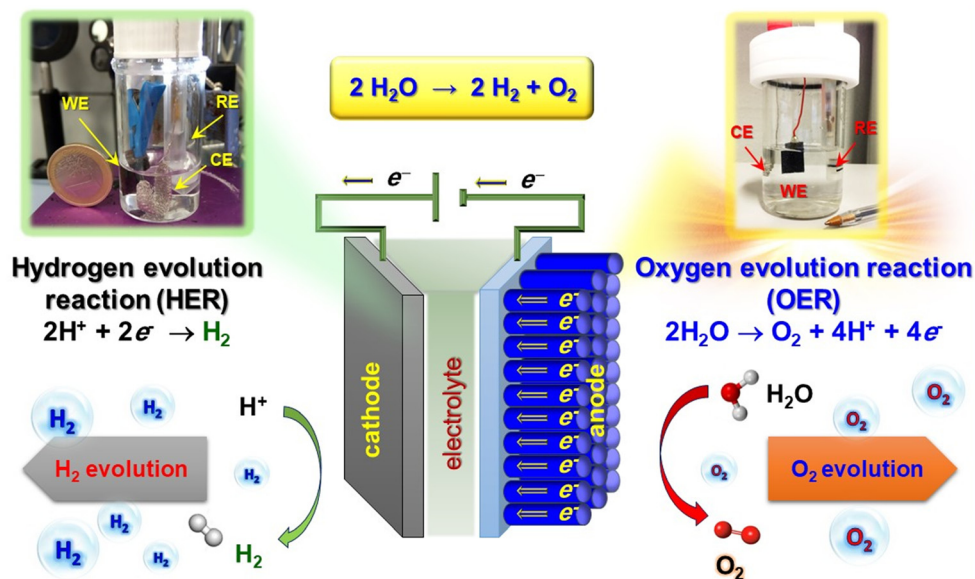 WE
RE
CE
2 H₂O → 2 H₂ + O₂
CE
RE
WE
e⁻
e⁻
Hydrogen evolution
reaction (HER)
2H⁺ + 2e⁻ → H₂
Oxygen evolution reaction
(OER)
2H₂O → O₂ + 4H⁺ + 4e⁻
cathode
electrolyte
anode
e⁻
e⁻
e⁻
e⁻
e⁻
e⁻
e⁻
e⁻
e⁻
e⁻
H₂
H₂
H⁺
H₂ evolution
H₂
H₂
H₂
H₂
H₂
H₂O
O₂
O₂
O₂
O₂ evolution
O₂
O₂